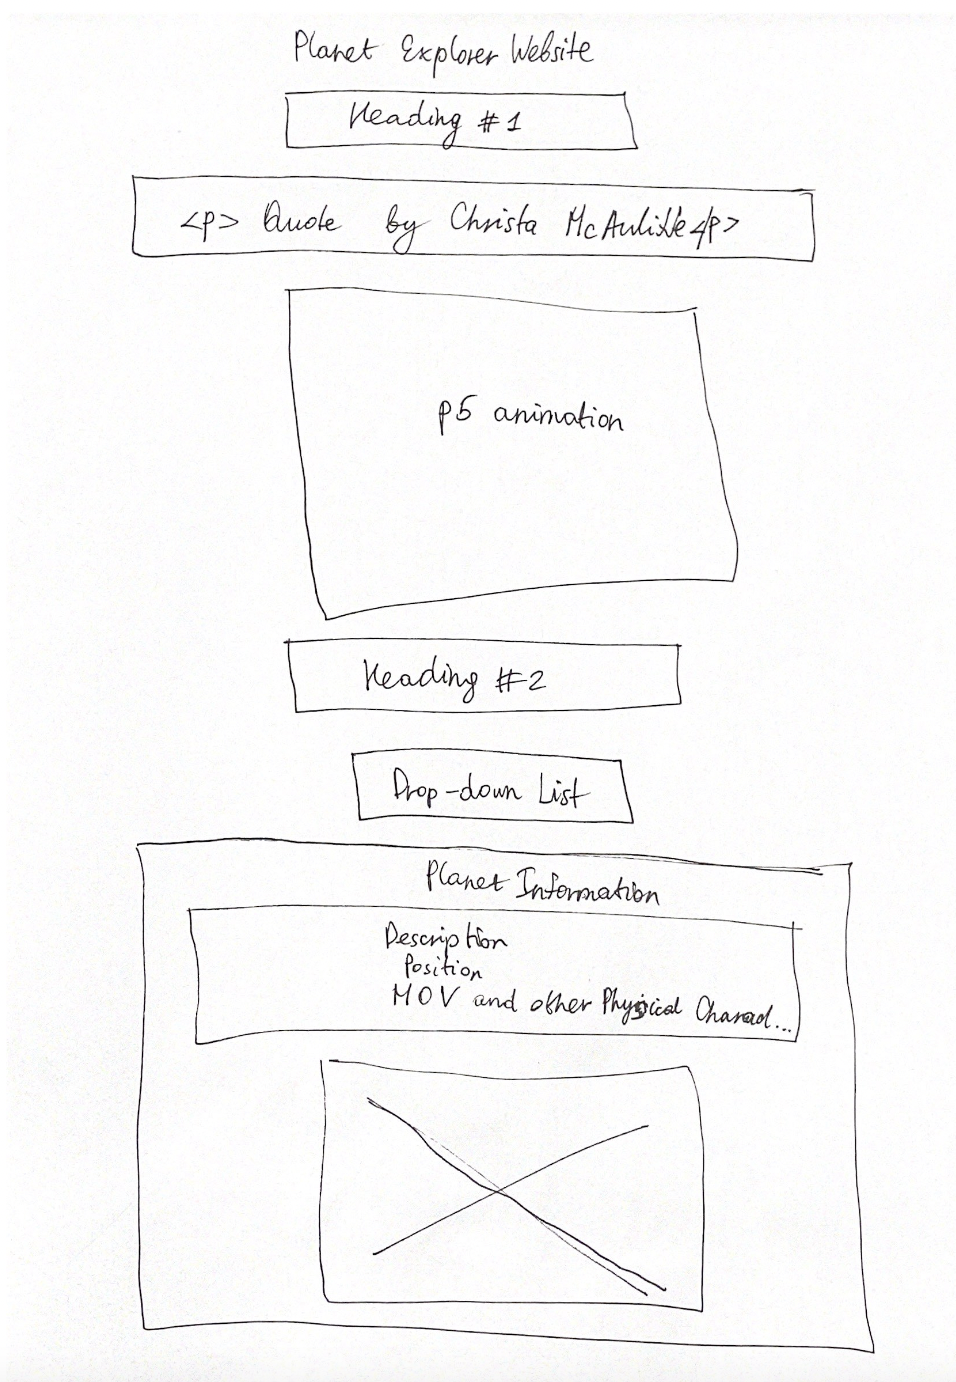 Planet Explorer Website
Heading #1
<p> Quote by Christa McAuliffe </p>
p5 animation
Heading #2
Drop-down List
Planet Information
Description
Position
MOV and other Physical Charact...